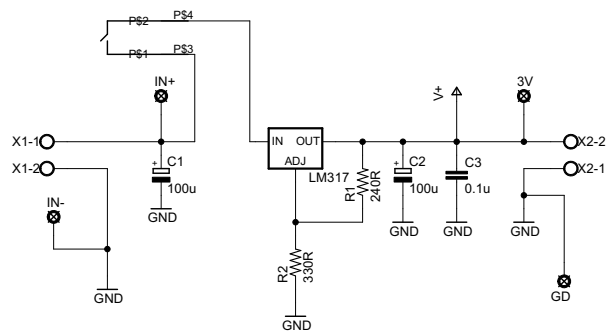 P$2 P$4
P$1 P$3
IN+
V+
3V
X1-1
IN OUT
X2-2
X1-2
ADJ
X2-1
LM317
+
C1
100u
R1
240R
+
C2
100u
C3
0.1u
GND
GND
GND
GND
IN-
R2
330R
GND
GND
GD